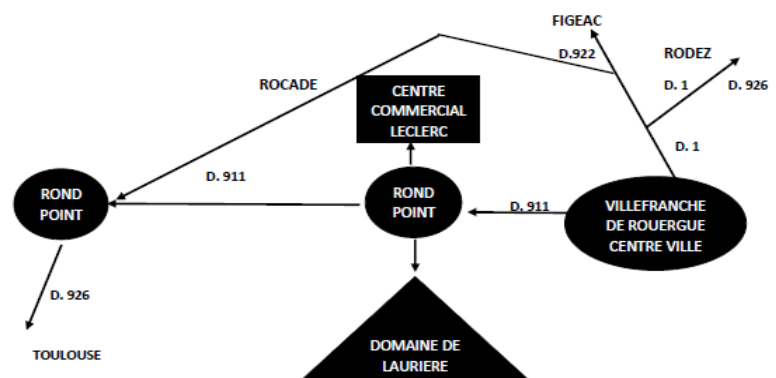 FIGEAC
D.922
RODEZ
D. 1
D. 926
ROCADE
CENTRE
COMMERCIAL
LECLERC
D. 1
D. 911
ROND
POINT
ROND
POINT
D. 911
VILLEFRANCHE
DE ROUERGUE
CENTRE VILLE
D. 926
TOULOUSE
DOMAINE DE
LAURIERE